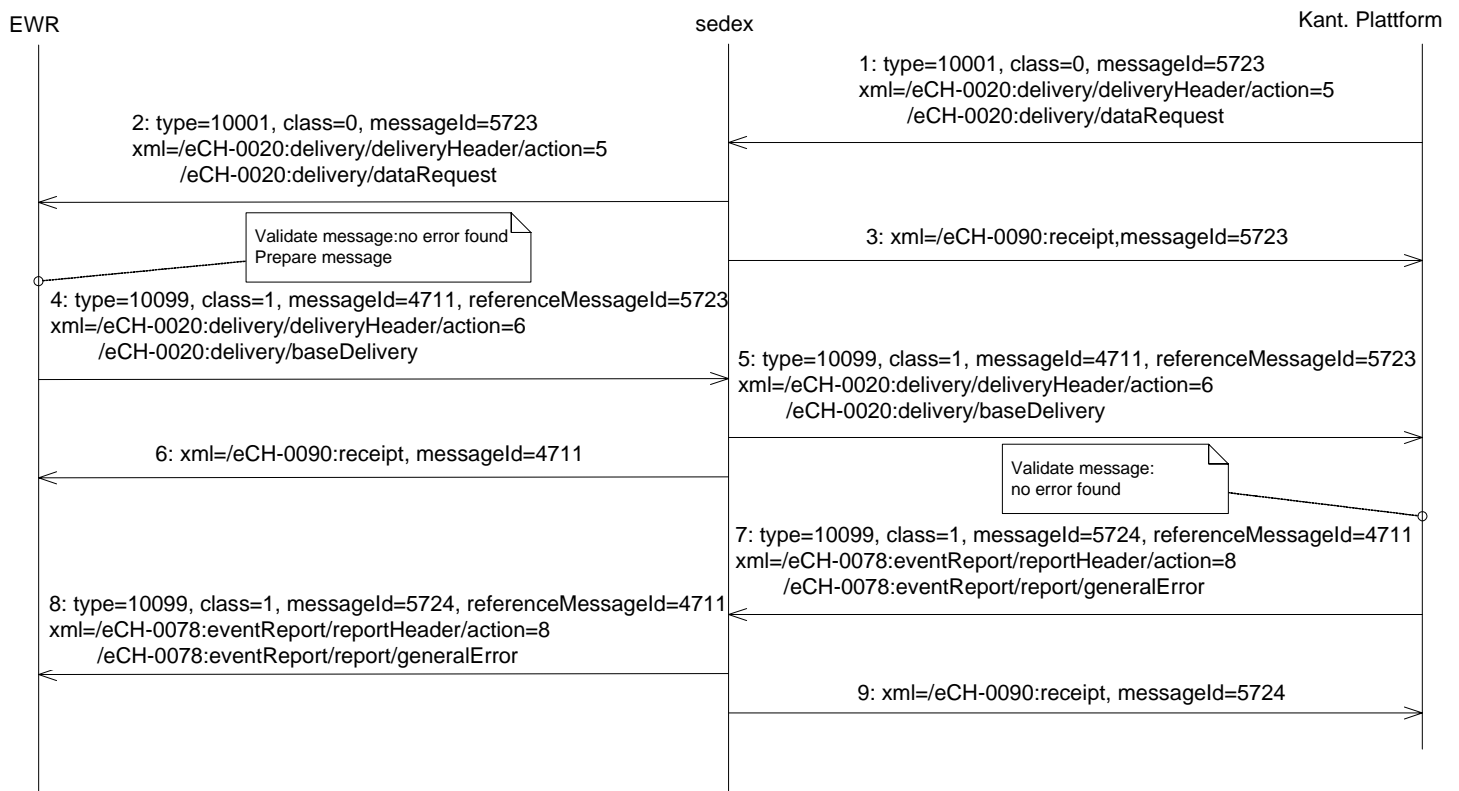 EWR
sedex
Kant. Plattform
1: type=10001, class=0, messageId=5723
xml=/eCH-0020:delivery/deliveryHeader/action=5
/eCH-0020:delivery/dataRequest
2: type=10001, class=0, messageId=5723
xml=/eCH-0020:delivery/deliveryHeader/action=5
/eCH-0020:delivery/dataRequest
Validate message:no error found
Prepare message
3: xml=/eCH-0090:receipt,messageId=5723
4: type=10099, class=1, messageId=4711, referenceMessageId=5723
xml=/eCH-0020:delivery/deliveryHeader/action=6
/eCH-0020:delivery/baseDelivery
5: type=10099, class=1, messageId=4711, referenceMessageId=5723
xml=/eCH-0020:delivery/deliveryHeader/action=6
/eCH-0020:delivery/baseDelivery
6: xml=/eCH-0090:receipt, messageId=4711
Validate message:
no error found
7: type=10099, class=1, messageId=5724, referenceMessageId=4711
xml=/eCH-0078:eventReport/reportHeader/action=8
/eCH-0078:eventReport/report/generalError
8: type=10099, class=1, messageId=5724, referenceMessageId=4711
xml=/eCH-0078:eventReport/reportHeader/action=8
/eCH-0078:eventReport/report/generalError
9: xml=/eCH-0090:receipt, messageId=5724